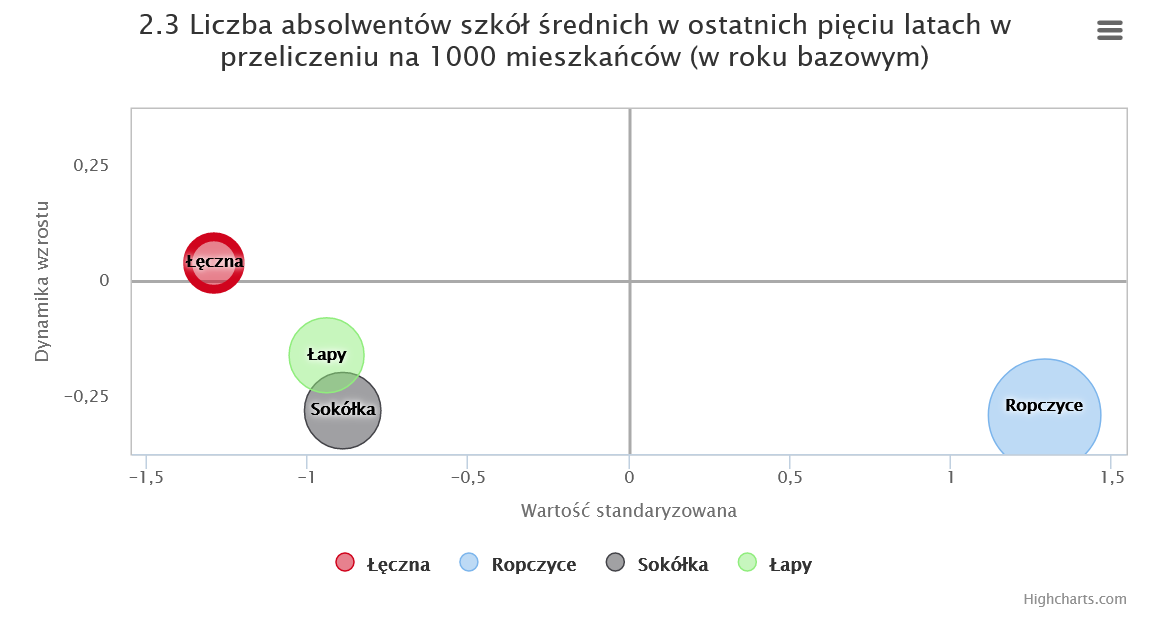 2.3 Liczba absolwentów szkół średnich w ostatnich pięciu latach w
przeliczeniu na 1000 mieszkańców (w roku bazowym)
Dynamika wzrostu
0,25
0
−0,25
Łęczna
Łapy
Sokółka
Ropczyce
−1,5 −1 −0,5 0 0,5 1 1,5
Wartość standaryzowana
Łęczna Ropczyce Sokółka Łapy
Highcharts.com